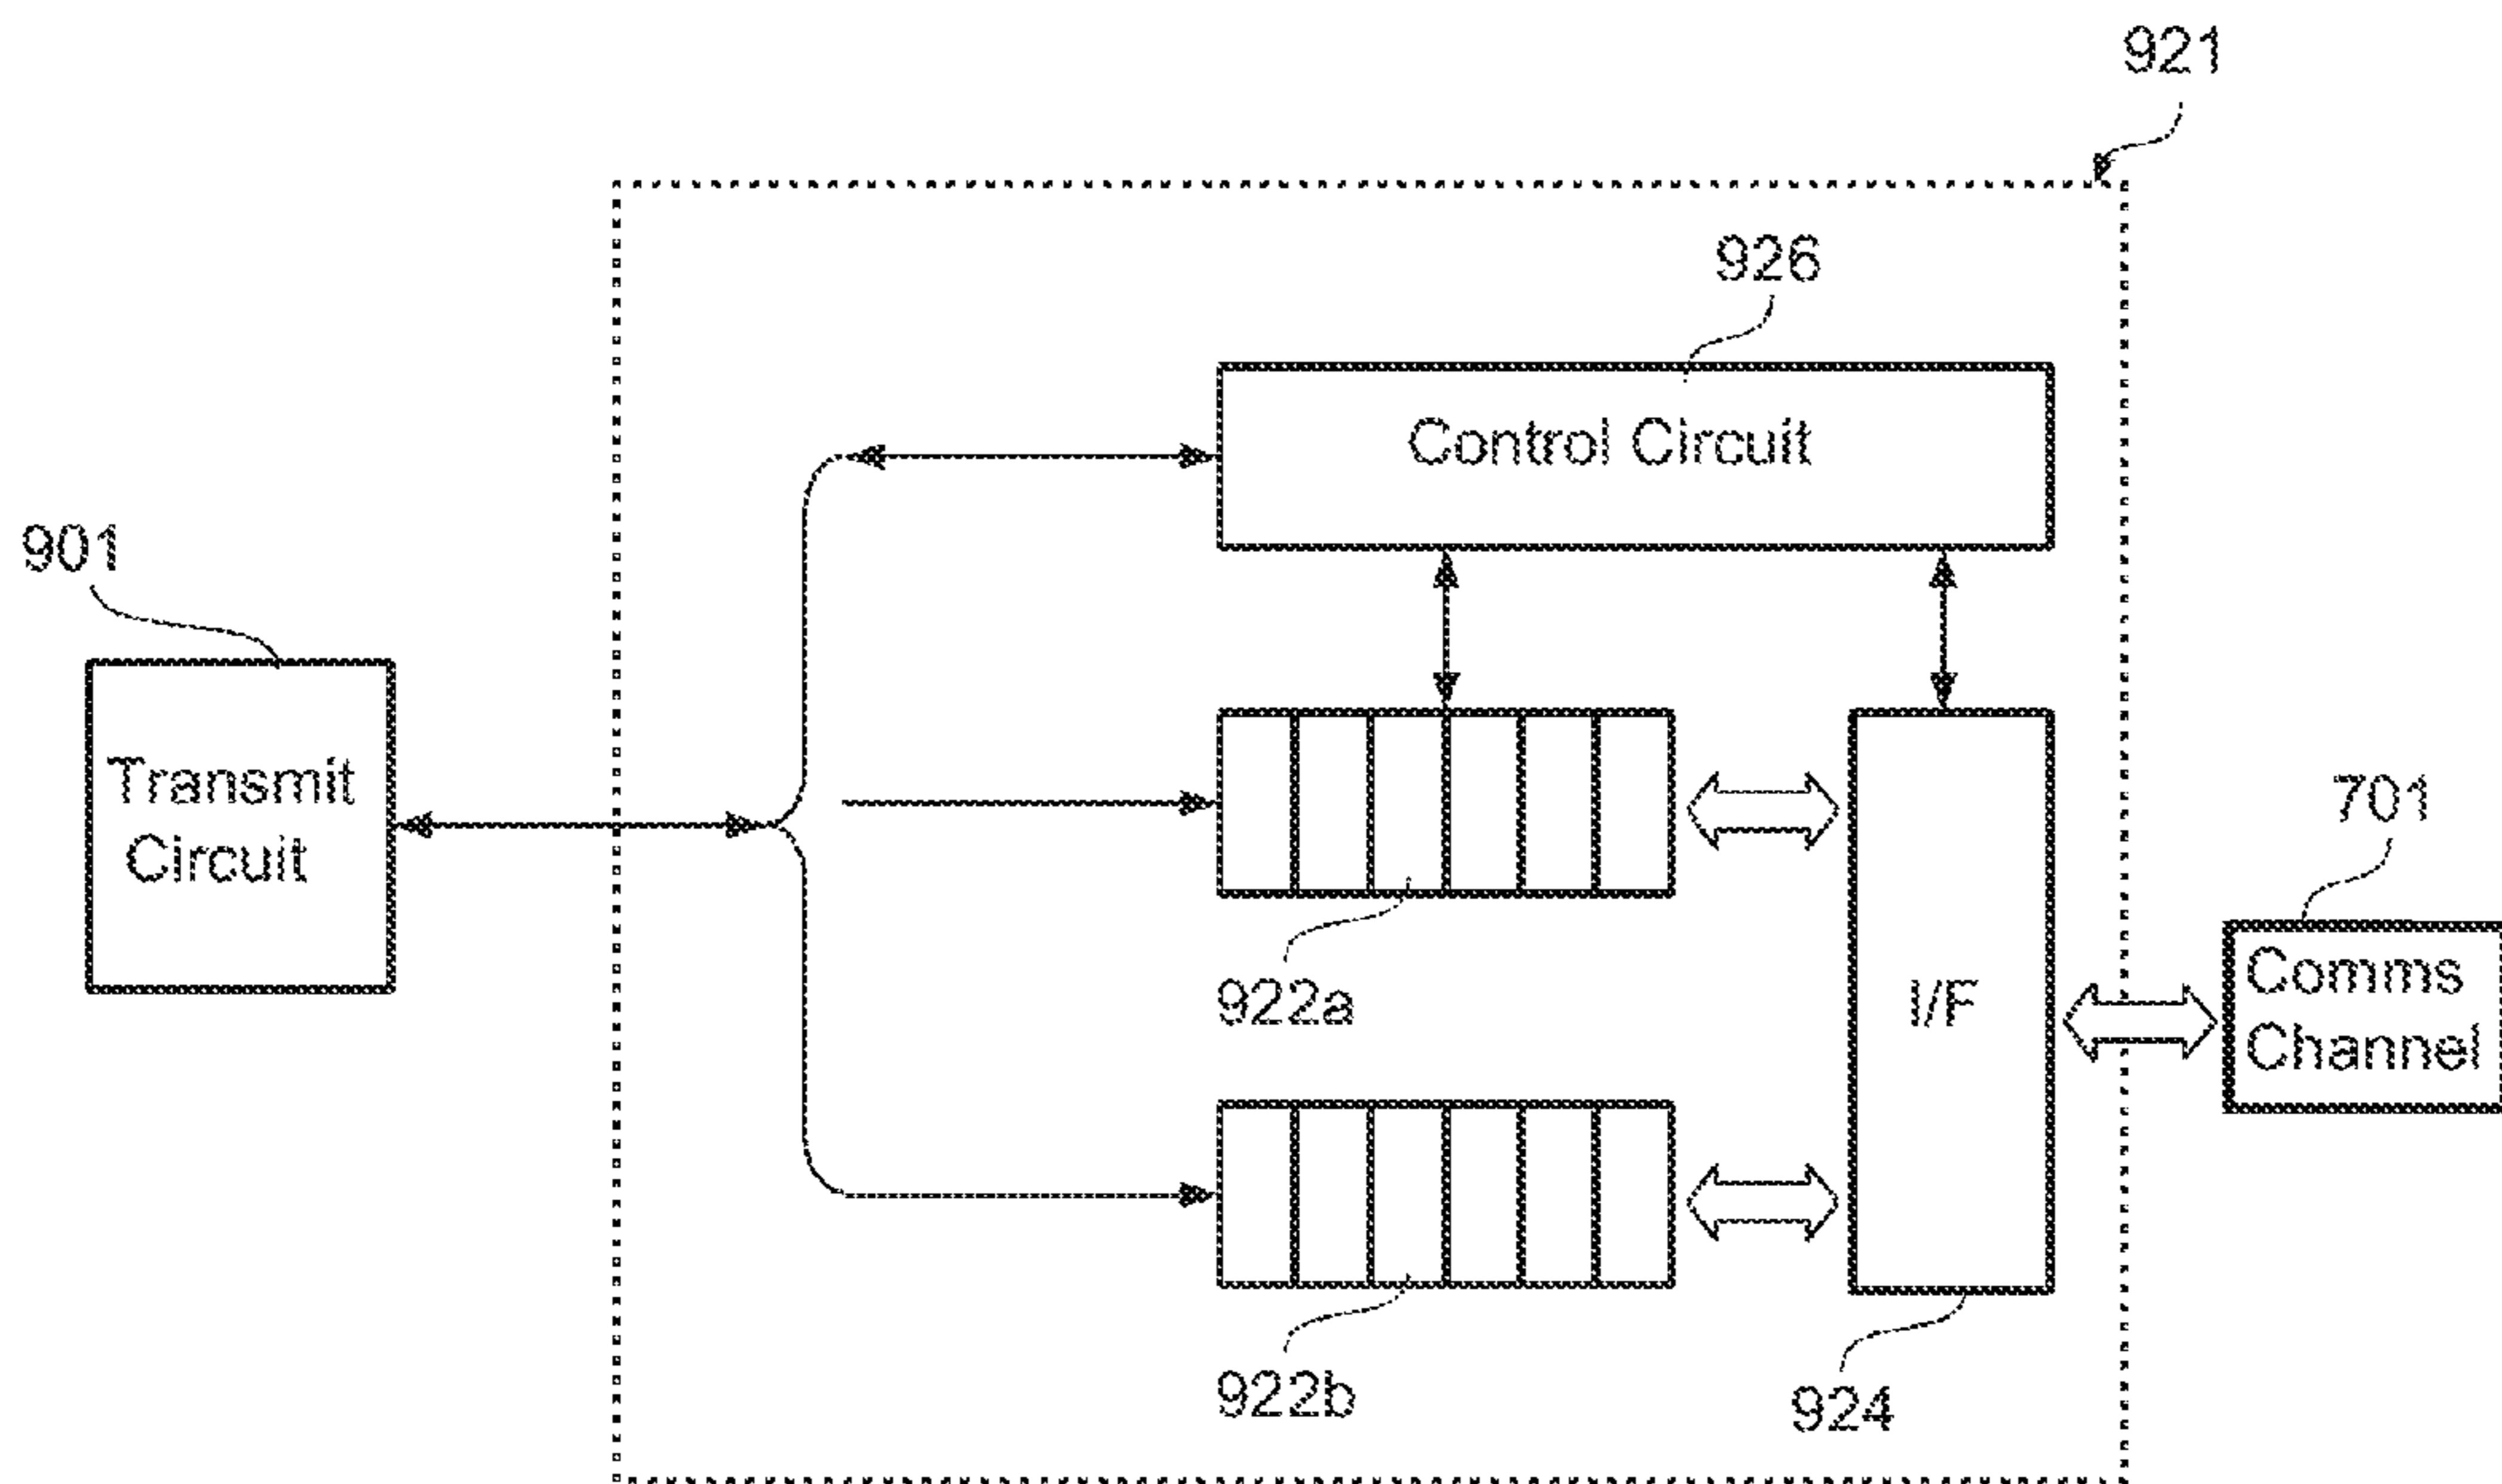 921
926
Control Circuit
901
Transmit
Circuit
701
922a
I/F
Comms
Channel
922b
924